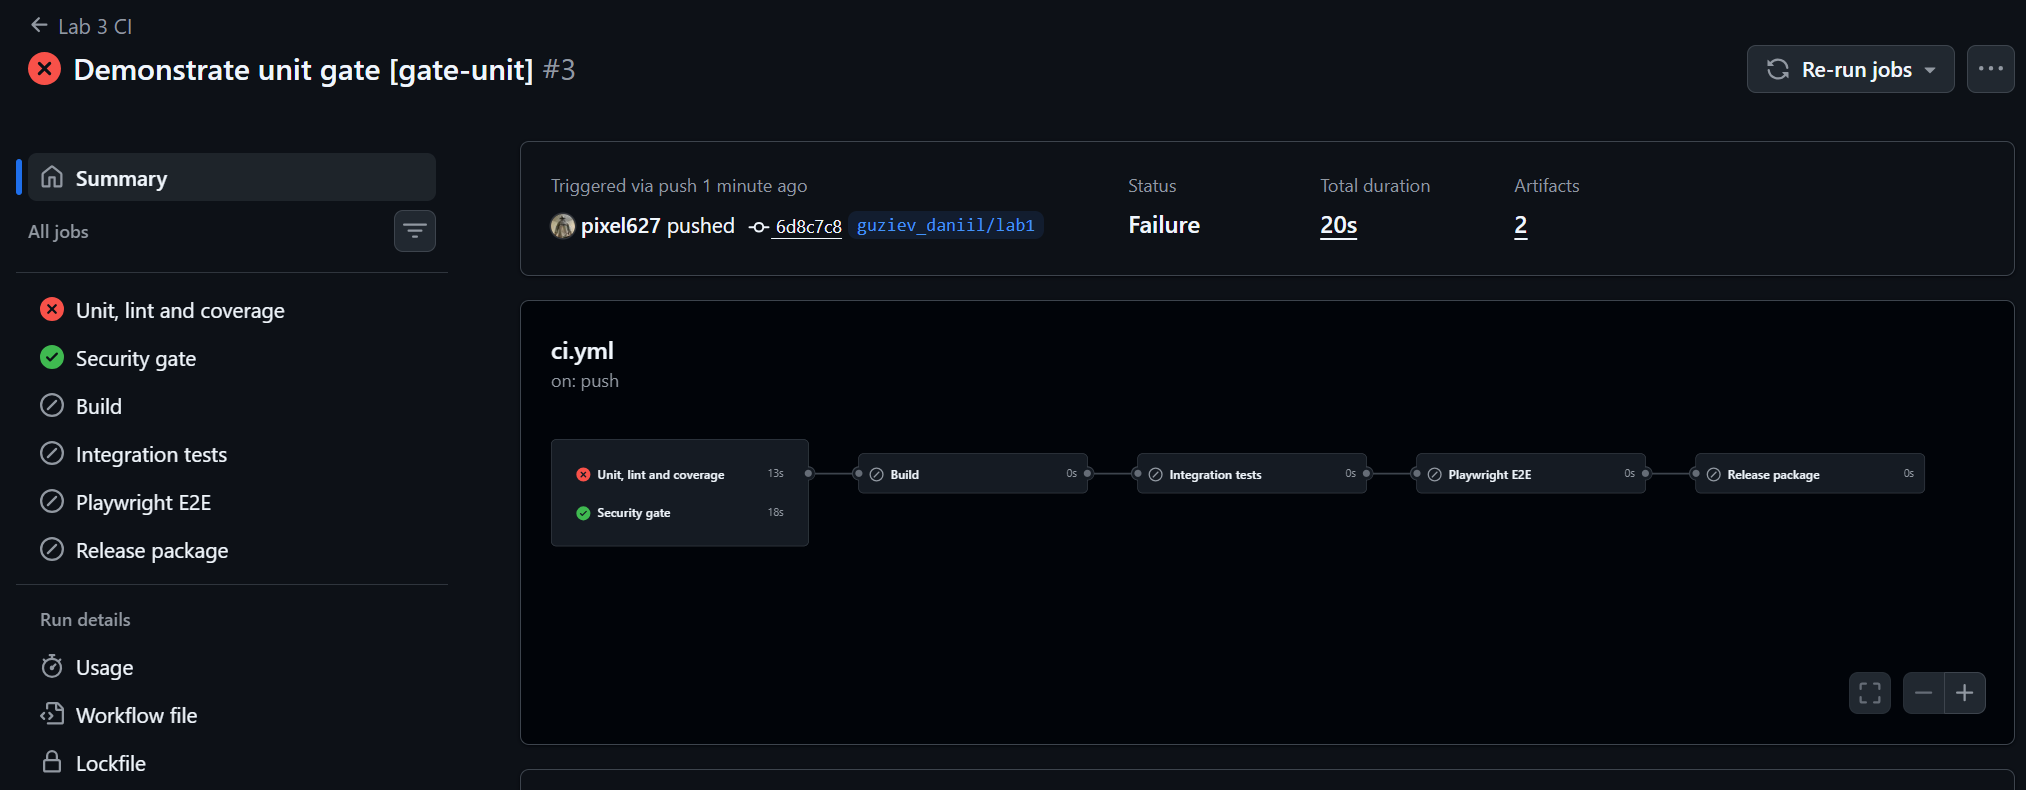 Lab 3 CI
Demonstrate unit gate [gate-unit] #3
Re-run jobs
Summary
All jobs
Unit, lint and coverage
Security gate
Build
Integration tests
Playwright E2E
Release package
Run details
Usage
Workflow file
Lockfile
Triggered via push 1 minute ago
pixel627 pushed 6d8c7c8 guziev_daniil/lab1
Status
Failure
Total duration
20s
Artifacts
2
ci.yml
on: push
Unit, lint and coverage 13s
Security gate 18s
Build 0s
Integration tests 0s
Playwright E2E 0s
Release package 0s